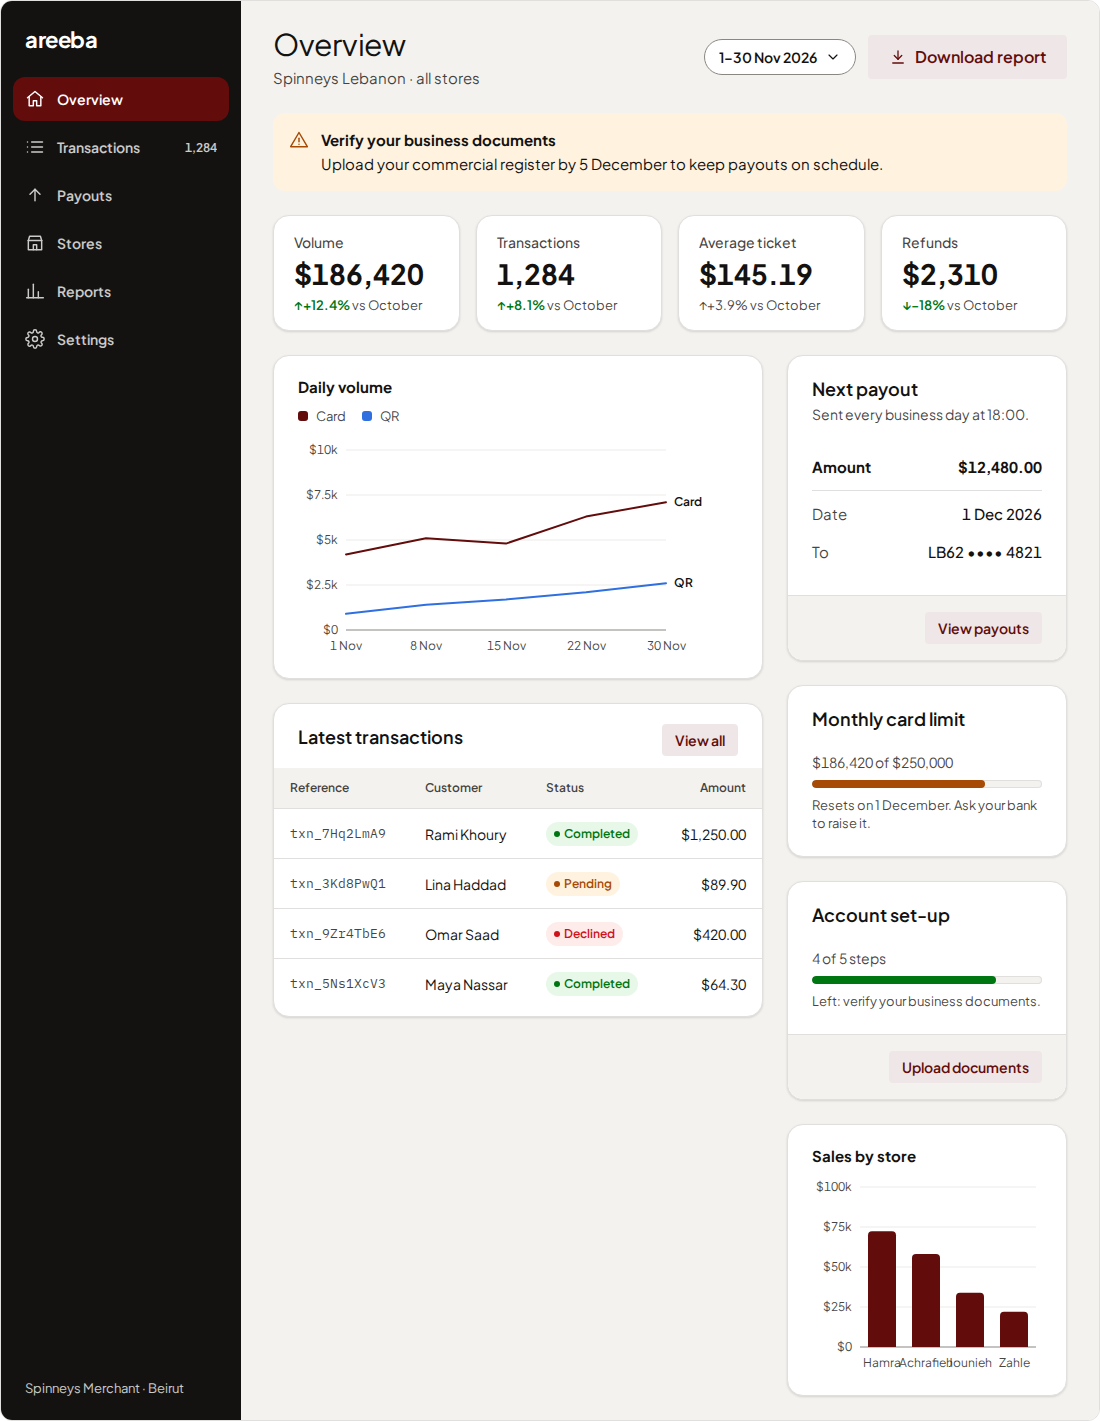 areeba
Overview
Transactions 1,284
Payouts
Stores
Reports
Settings
Spinneys Merchant · Beirut
Overview
Spinneys Lebanon · all stores
1–30 Nov 2026
Download report
Verify your business documents
Upload your commercial register by 5 December to keep payouts on schedule.
Volume
$186,420
↑+12.4% vs October
Transactions
1,284
↑+8.1% vs October
Average ticket
$145.19
↑+3.9% vs October
Refunds
$2,310
↓−18% vs October
Daily volume
Card QR
$10k
$7.5k
$5k
$2.5k
$0
Card
QR
1 Nov 8 Nov 15 Nov 22 Nov 30 Nov
Latest transactions
View all
Reference Customer Status Amount
txn_7Hq2LmA9 Rami Khoury Completed $1,250.00
txn_3Kd8PwQ1 Lina Haddad Pending $89.90
txn_9Zr4TbE6 Omar Saad Declined $420.00
txn_5Ns1XcV3 Maya Nassar Completed $64.30
Next payout
Sent every business day at 18:00.
Amount $12,480.00
Date 1 Dec 2026
To LB62 •••• 4821
View payouts
Monthly card limit
$186,420 of $250,000
Resets on 1 December. Ask your bank
to raise it.
Account set-up
4 of 5 steps
Left: verify your business documents.
Upload documents
Sales by store
$100k
$75k
$50k
$25k
$0
Hamra Achrafieh Jounieh Zahle